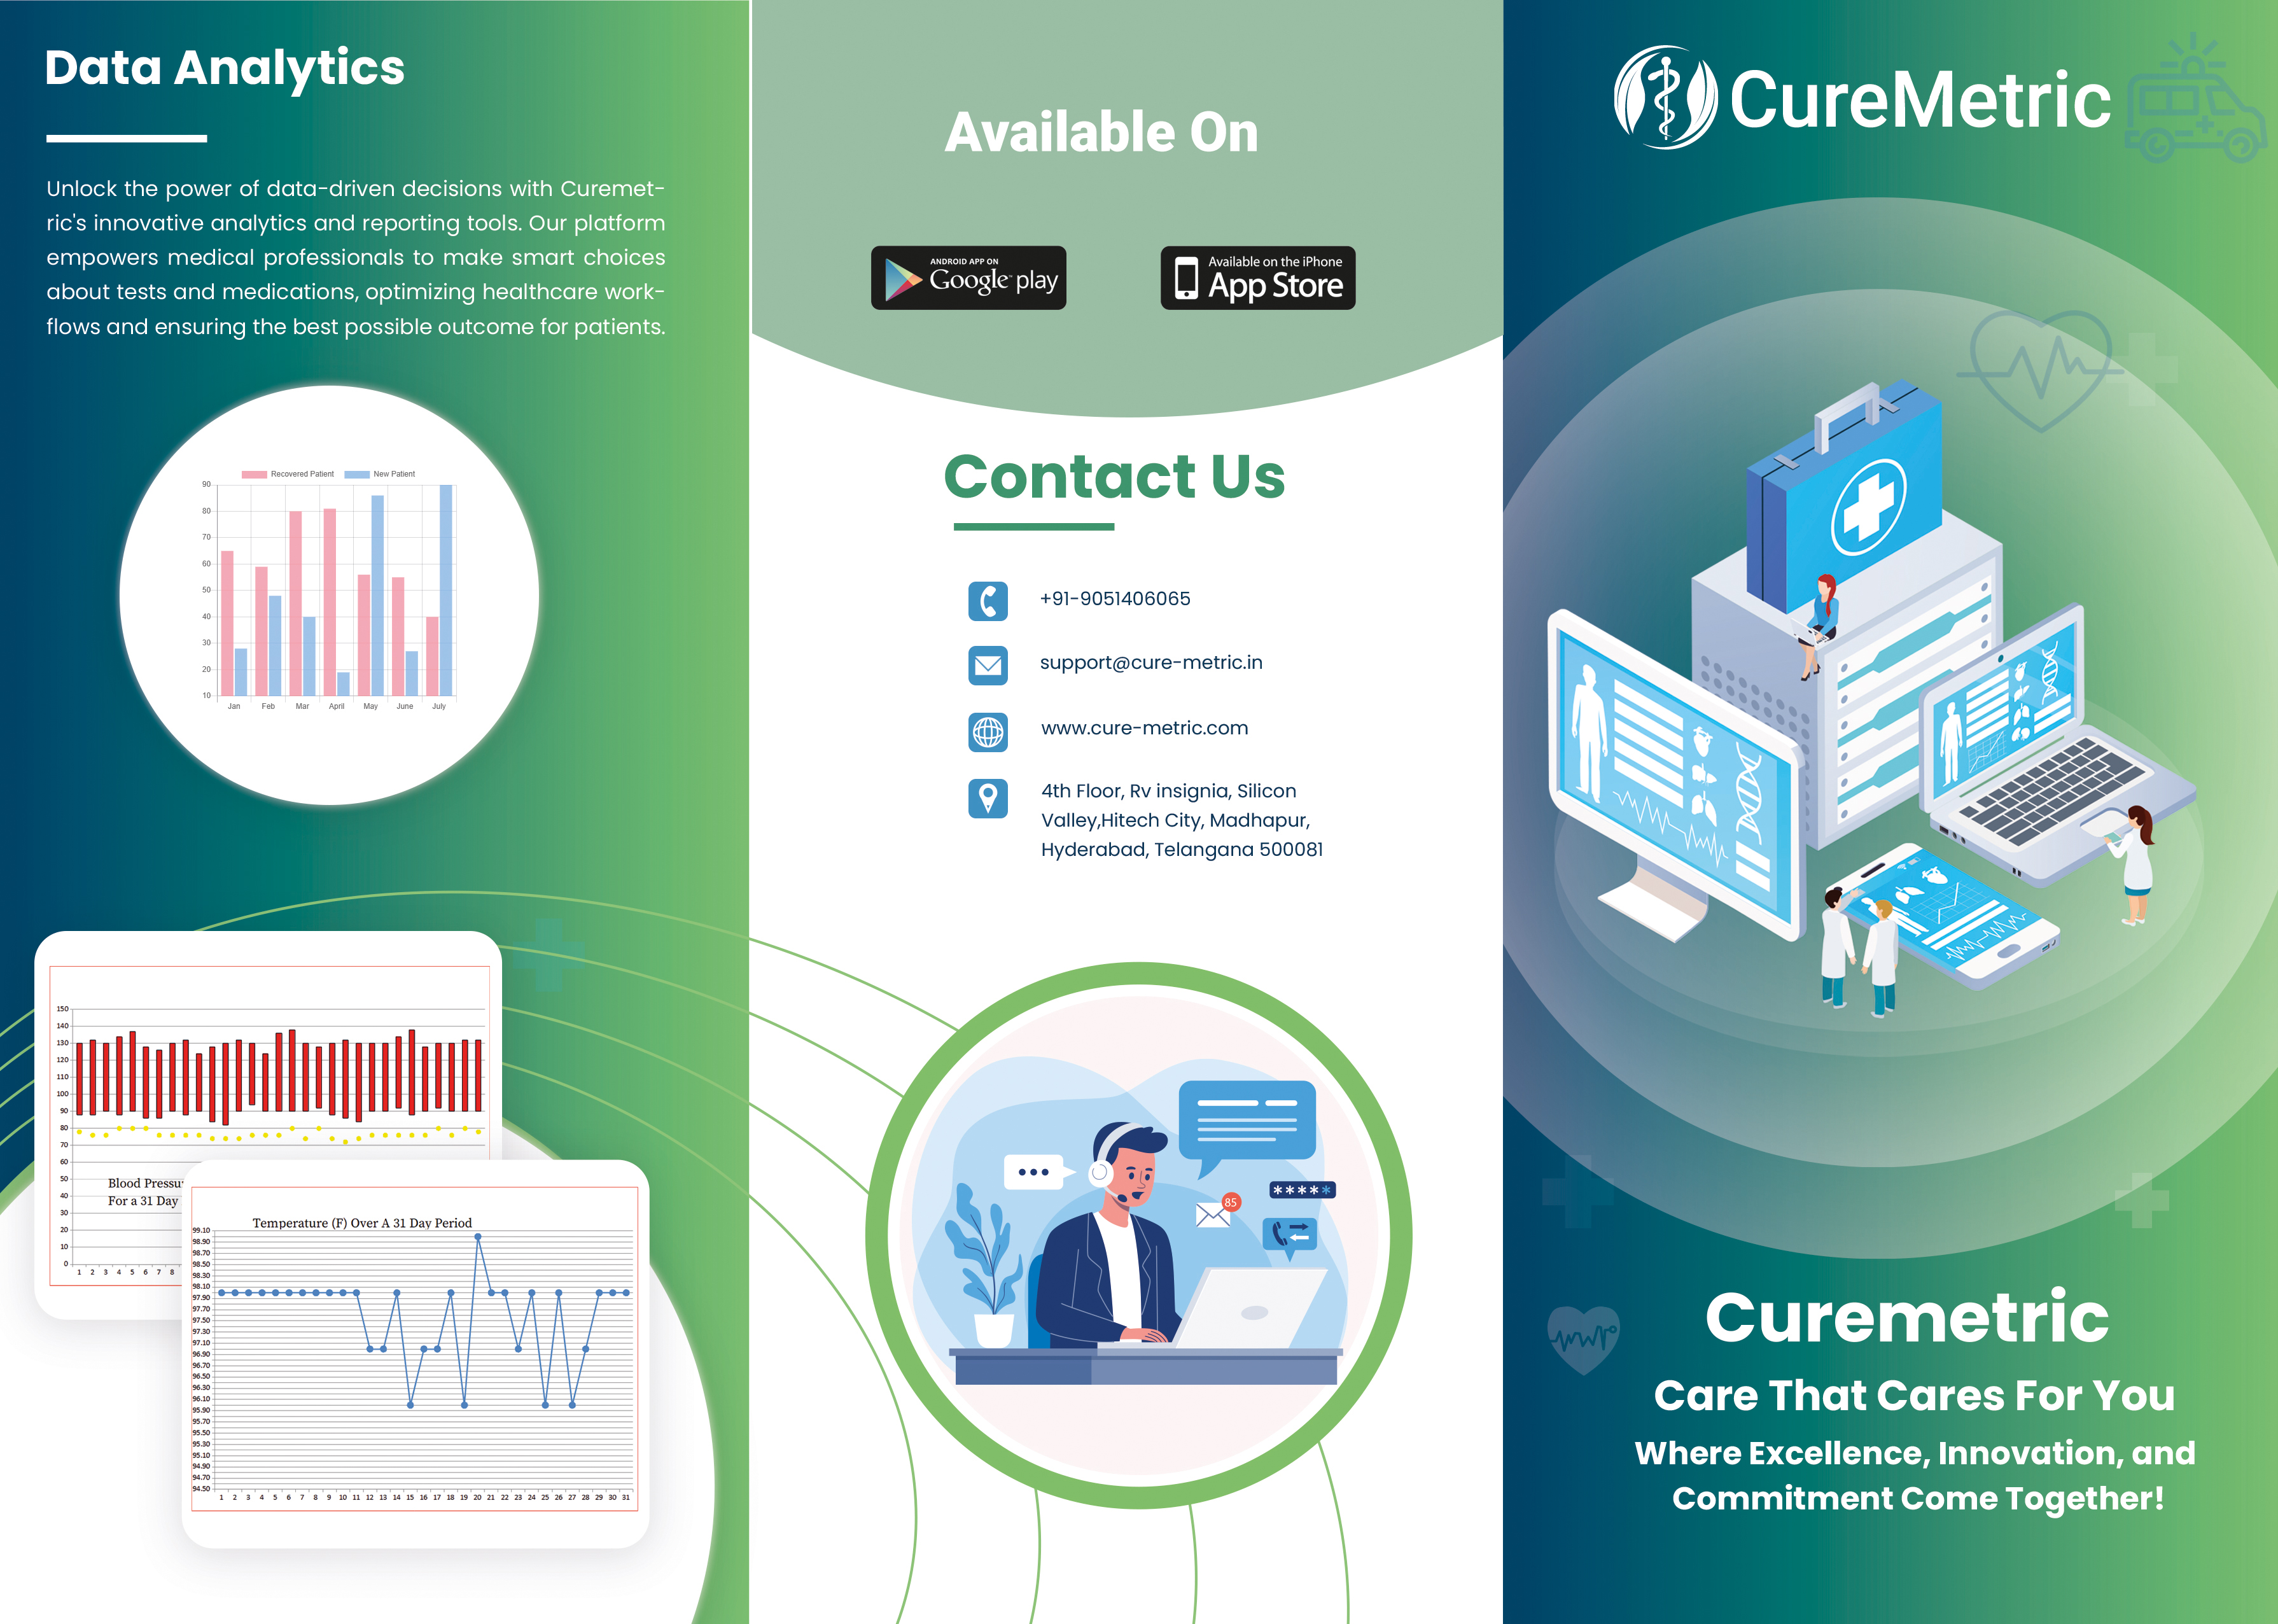 Data Analytics
Unlock the power of data-driven decisions with Curemet-
ric's innovative analytics and reporting tools. Our platform
empowers medical professionals to make smart choices
about tests and medications, optimizing healthcare work-
flows and ensuring the best possible outcome for patients.
Recovered Patient New Patient
90
80
70
60
50
40
30
20
10
Jan Feb Mar April May June July
150
140
130
120
110
100
90
80
70
60
50
40
30
20
10
0
Blood Pressu
For a 31 Day
1 2 3 4 5 6 7 8
Temperature (F) Over A 31 Day Period
99.10
98.90
98.70
98.50
98.30
98.10
97.90
97.70
97.50
97.30
97.10
96.90
96.70
96.50
96.30
96.10
95.90
95.70
95.50
95.30
95.10
94.90
94.70
94.50
1 2 3 4 5 6 7 8 9 10 11 12 13 14 15 16 17 18 19 20 21 22 23 24 25 26 27 28 29 30 31
Available On
ANDROID APP ON
Google play
Available on the iPhone
App Store
Contact Us
+91-9051406065
support@cure-metric.in
www.cure-metric.com
4th Floor, Rv insignia, Silicon
Valley,Hitech City, Madhapur,
Hyderabad, Telangana 500081
85
*****
CureMetric
Curemetric
Care That Cares For You
Where Excellence, Innovation, and
Commitment Come Together!